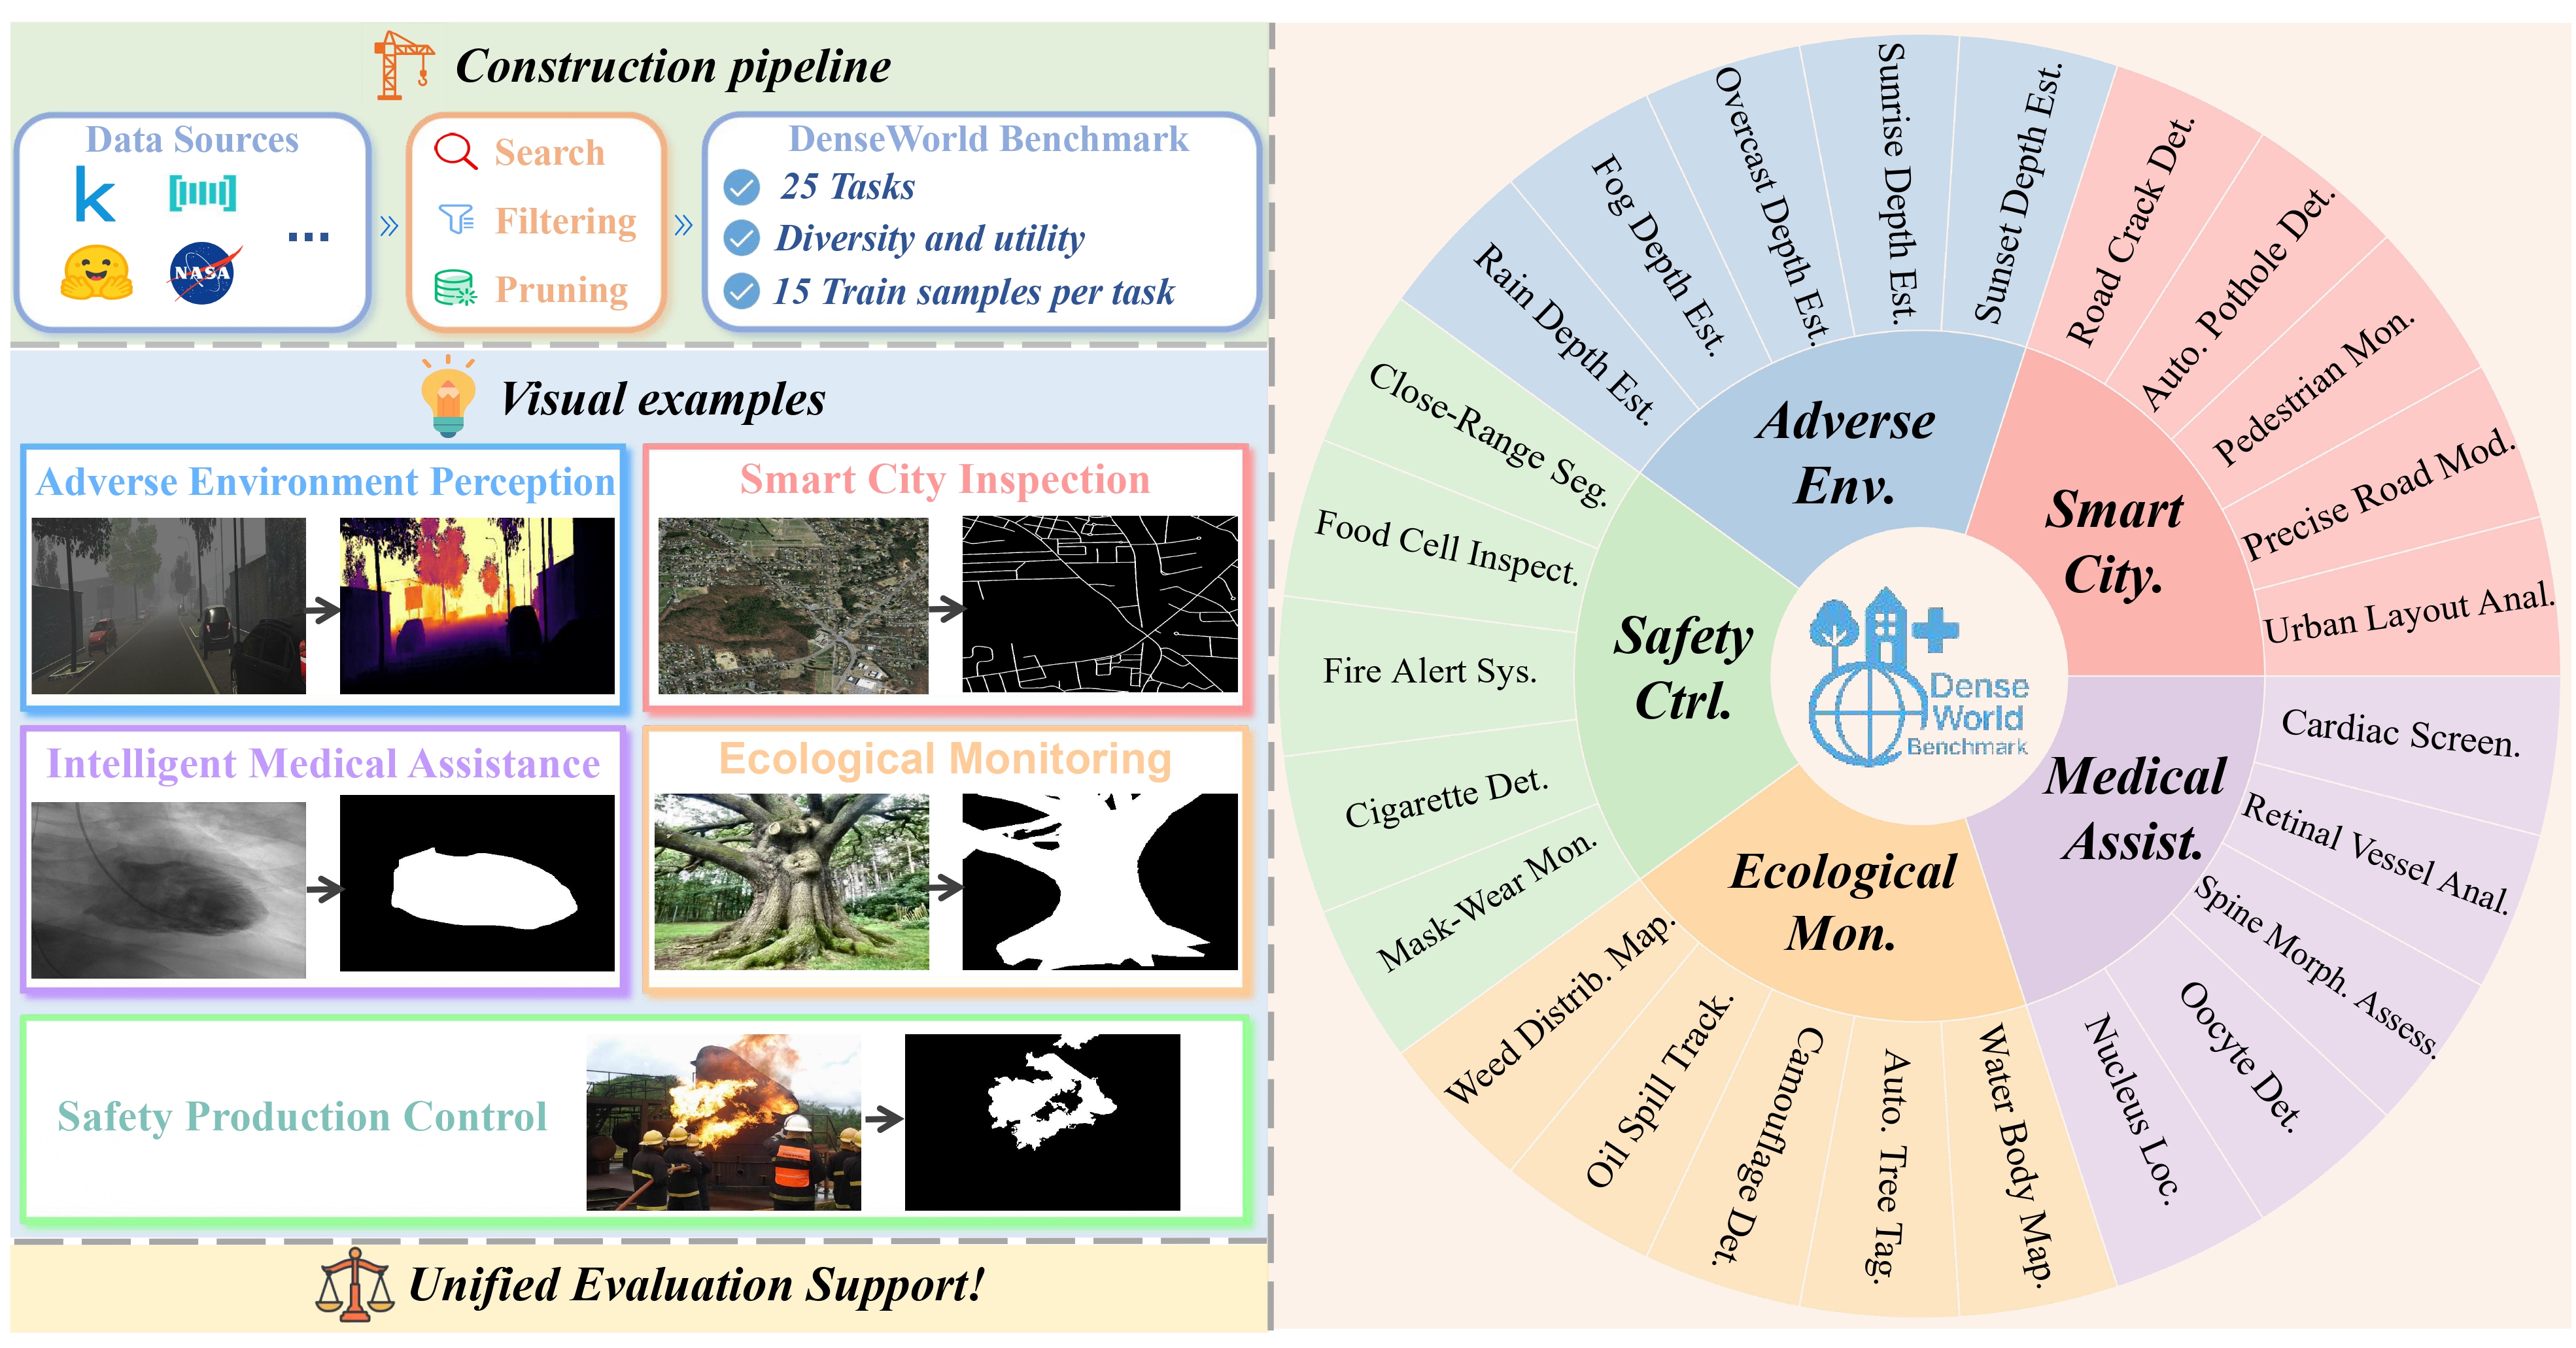 Construction pipeline
Data Sources
k
NASA
...
Search
Filtering
Pruning
DenseWorld Benchmark
25 Tasks
Diversity and utility
15 Train samples per task
Visual examples
Adverse Environment Perception
Smart City Inspection
Intelligent Medical Assistance
Ecological Monitoring
Safety Production Control
Unified Evaluation Support!
Adverse
Env.
Rain Depth Est.
Fog Depth Est.
Overcast Depth Est.
Sunrise Depth Est.
Sunset Depth Est.
Smart
City.
Road Crack Det.
Auto. Pothole Det.
Pedestrian Mon.
Precise Road Mod.
Urban Layout Anal.
Medical
Assist.
Cardiac Screen.
Retinal Vessel Anal.
Spine Morph. Assess.
Oocyte Det.
Nucleus Loc.
Ecological
Mon.
Water Body Map.
Auto. Tree Tag.
Camouflage Det.
Oil Spill Track.
Weed Distrib. Map.
Safety
Ctrl.
Mask-Wear Mon.
Cigarette Det.
Fire Alert Sys.
Food Cell Inspect.
Close-Range Seg.
Dense
World
Benchmark